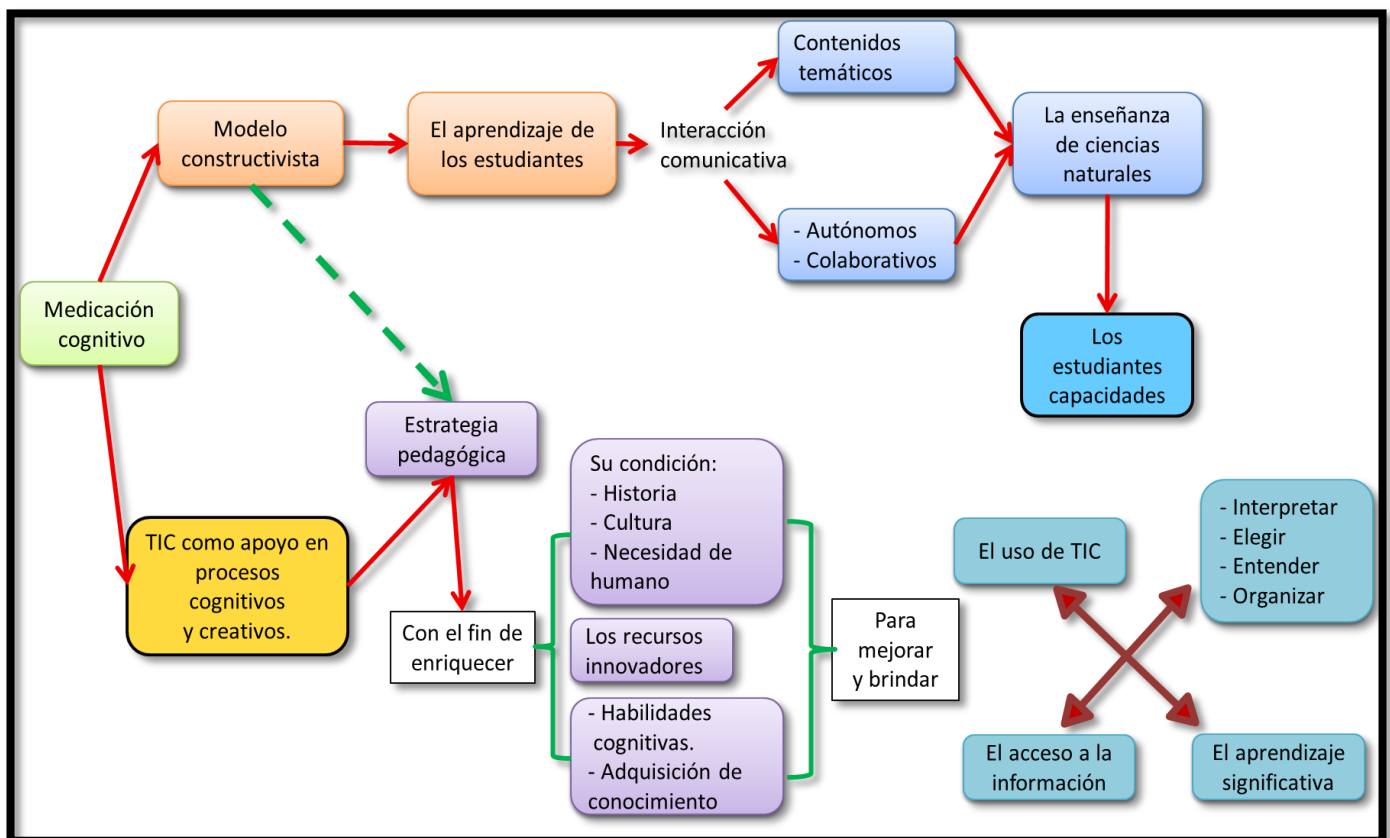 Contenidos
temáticos
Modelo
constructivista
El aprendizaje de
los estudiantes
Interacción
comunicativa
La enseñanza
de ciencias
naturales
- Autónomos
- Colaborativos
Medicación
cognitivo
Los
estudiantes
capacidades
Estrategia
pedagógica
TIC como apoyo en
procesos
cognitivos
y creativos.
Con el fin de
enriquecer
Su condición:
- Historia
- Cultura
- Necesidad de
humano
Los recursos
innovadores
- Habilidades
cognitivas.
- Adquisición de
conocimiento
Para
mejorar
y brindar
El uso de TIC
- Interpretar
- Elegir
- Entender
- Organizar
El acceso a la
información
El aprendizaje
significativa